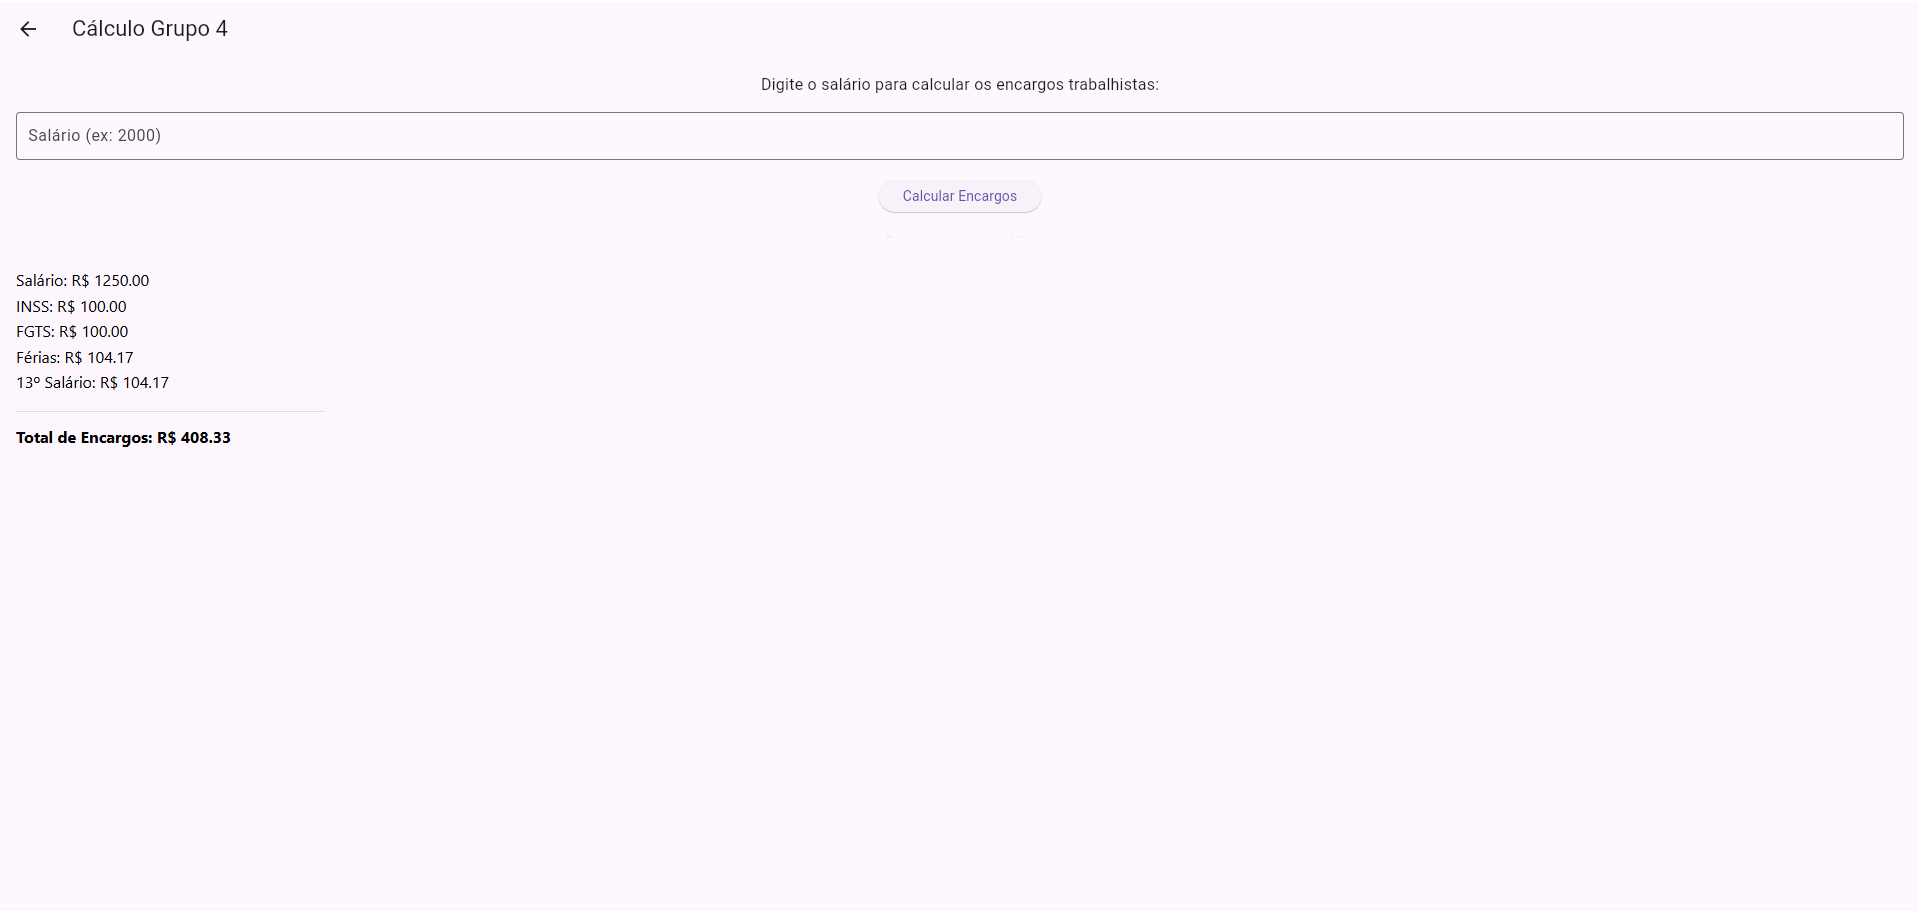 Cálculo Grupo 4
Digite o salário para calcular os encargos trabalhistas:
Salário (ex: 2000)
Calcular Encargos
Salário: R$ 1250.00
INSS: R$ 100.00
FGTS: R$ 100.00
Férias: R$ 104.17
13º Salário: R$ 104.17
Total de Encargos: R$ 408.33